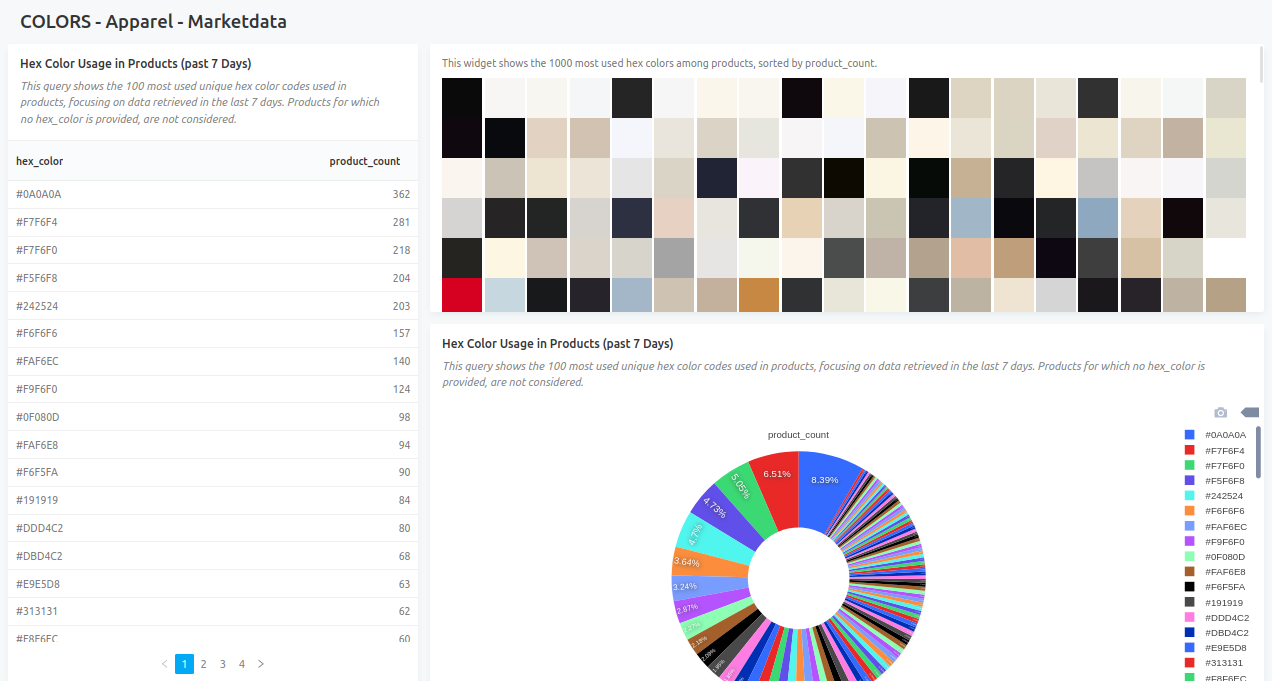 COLORS - Apparel - Marketdata
Hex Color Usage in Products (past 7 Days)
This query shows the 100 most used unique hex color codes used in
products, focusing on data retrieved in the last 7 days. Products for which
no hex_color is provided, are not considered.
hex_color product_count
#0A0A0A 362
#F7F6F4 281
#F7F6F0 218
#F5F6F8 204
#242524 203
#F6F6F6 157
#FAF6EC 140
#F9F6F0 124
#0F080D 98
#FAF6E8 94
#F6F5FA 90
#191919 84
#DDD4C2 80
#DBD4C2 68
#E9E5D8 63
#313131 62
#F8F6EC 60
1 2 3 4
This widget shows the 1000 most used hex colors among products, sorted by product_count.
Hex Color Usage in Products (past 7 Days)
This query shows the 100 most used unique hex color codes used in products, focusing on data retrieved in the last 7 days. Products for which no hex_color is
provided, are not considered.
product_count
8.39%
6.51%
5.05%
4.73%
4.7%
3.64%
3.24%
2.87%
2.18%
2.09%
1.95%
#0A0A0A
#F7F6F4
#F7F6F0
#F5F6F8
#242524
#F6F6F6
#FAF6EC
#F9F6F0
#0F080D
#FAF6E8
#F6F5FA
#191919
#DDD4C2
#DBD4C2
#E9E5D8
#313131
#F8F6EC